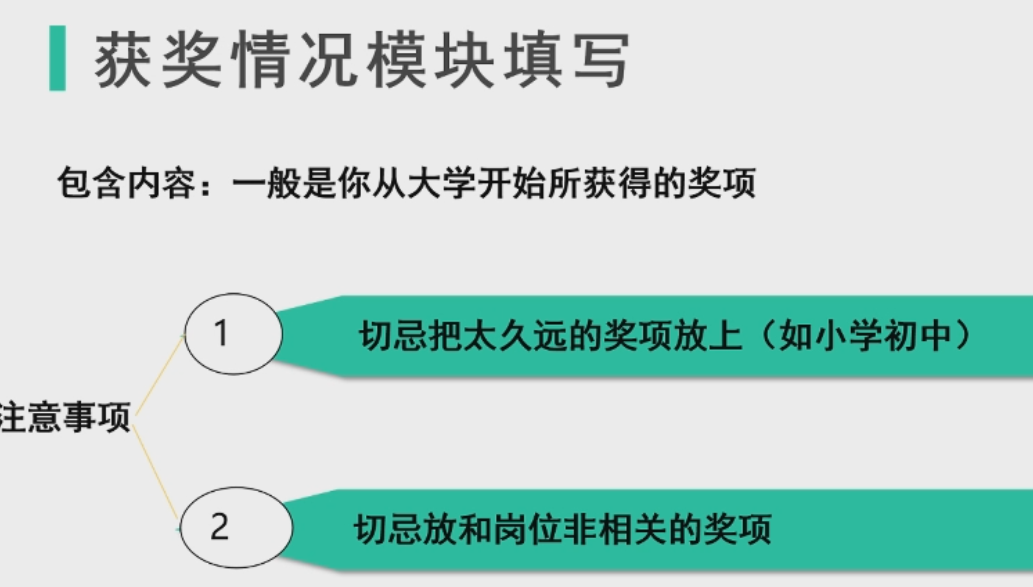 获奖情况模块填写
包含内容：一般是你从大学开始所获得的奖项
1
切忌把太久远的奖项放上（如小学初中）
注意事项
2
切忌放和岗位非相关的奖项